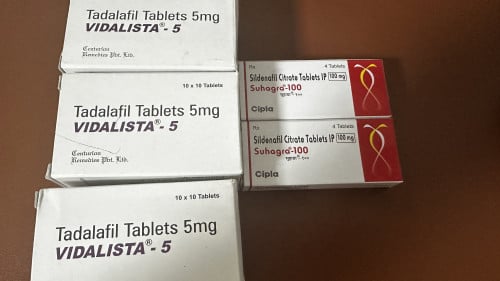 Tadalafil Tablets 5mg
VIDALISTA® - 5
Centurion
Remedies Pvt. Ltd.
10 x 10 Tablets
Tadalafil Tablets 5mg
VIDALISTA® - 5
Centurion
Remedies Pvt. Ltd.
10 x 10 Tablets
Tadalafil Tablets 5mg
VIDALISTA® - 5
Rx
4 Tablets
Sildenafil Citrate Tablets IP 100 mg
Suhagra®-100
सुहाग्रा®-१००
Cipla
Rx
4 Tablets
Sildenafil Citrate Tablets IP 100 mg
Suhagra®-100
सुहाग्रा®-१००
Cipla